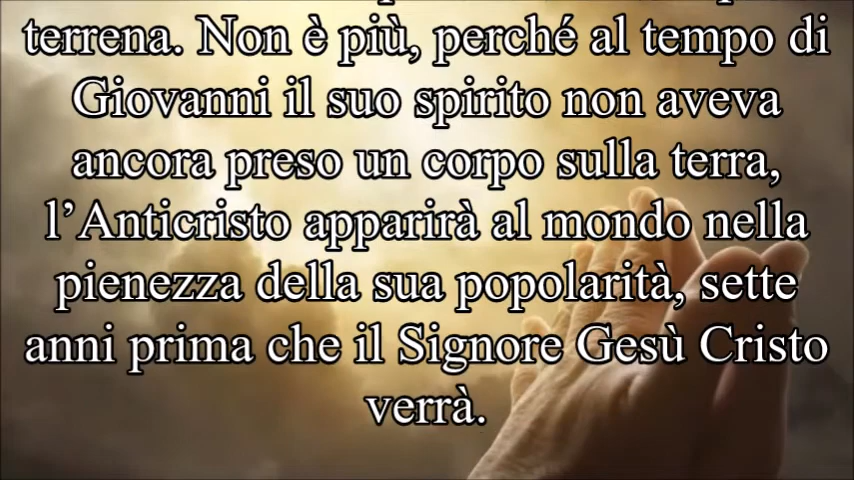 terrena. Non è più, perché al tempo di
Giovanni il suo spirito non aveva
ancora preso un corpo sulla terra,
l’Anticristo apparirà al mondo nella
pienezza della sua popolarità, sette
anni prima che il Signore Gesù Cristo
verrà.